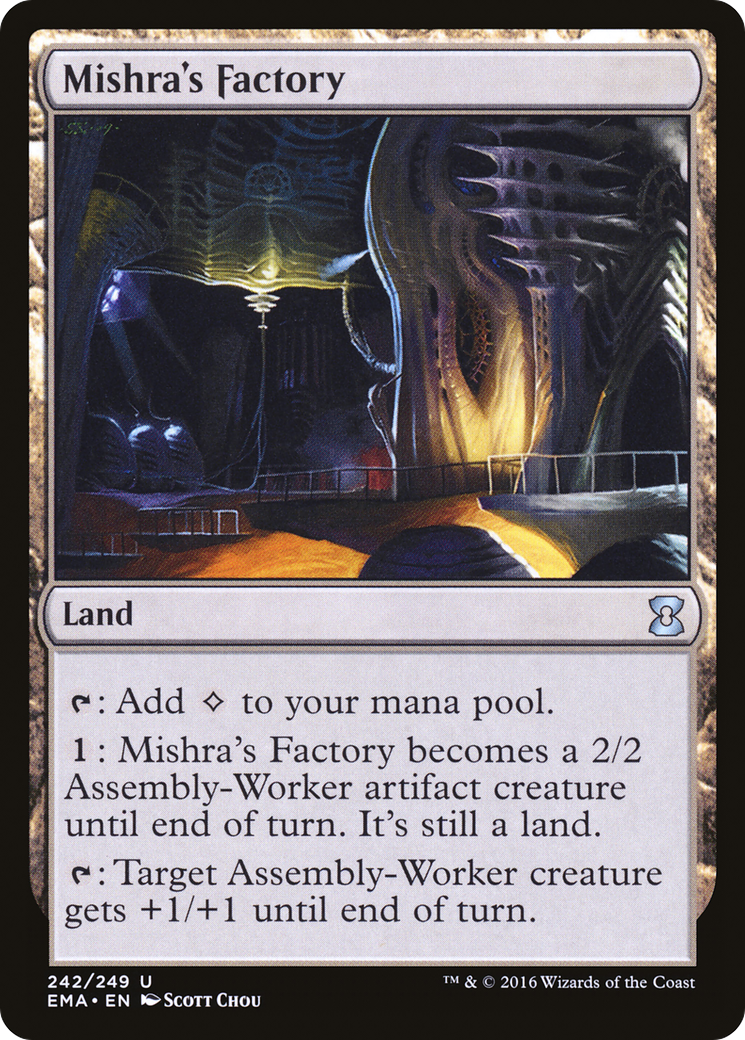 Mishra's Factory
Land
: Add to your mana pool.
1: Mishra's Factory becomes a 2/2
Assembly-Worker artifact creature
until end of turn. It's still a land.
: Target Assembly-Worker creature
gets +1/+1 until end of turn.
242/249 U
™ & © 2016 Wizards of the Coast
EMA • EN Scott Chou